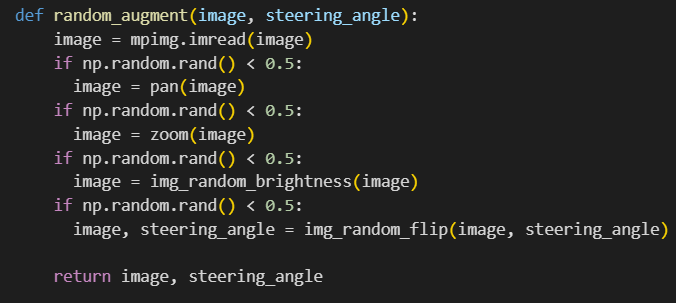 def random_augment(image, steering_angle):
    image = mpimg.imread(image)
    if np.random.rand() < 0.5:
      image = pan(image)
    if np.random.rand() < 0.5:
      image = zoom(image)
    if np.random.rand() < 0.5:
      image = img_random_brightness(image)
    if np.random.rand() < 0.5:
      image, steering_angle = img_random_flip(image, steering_angle)

    return image, steering_angle